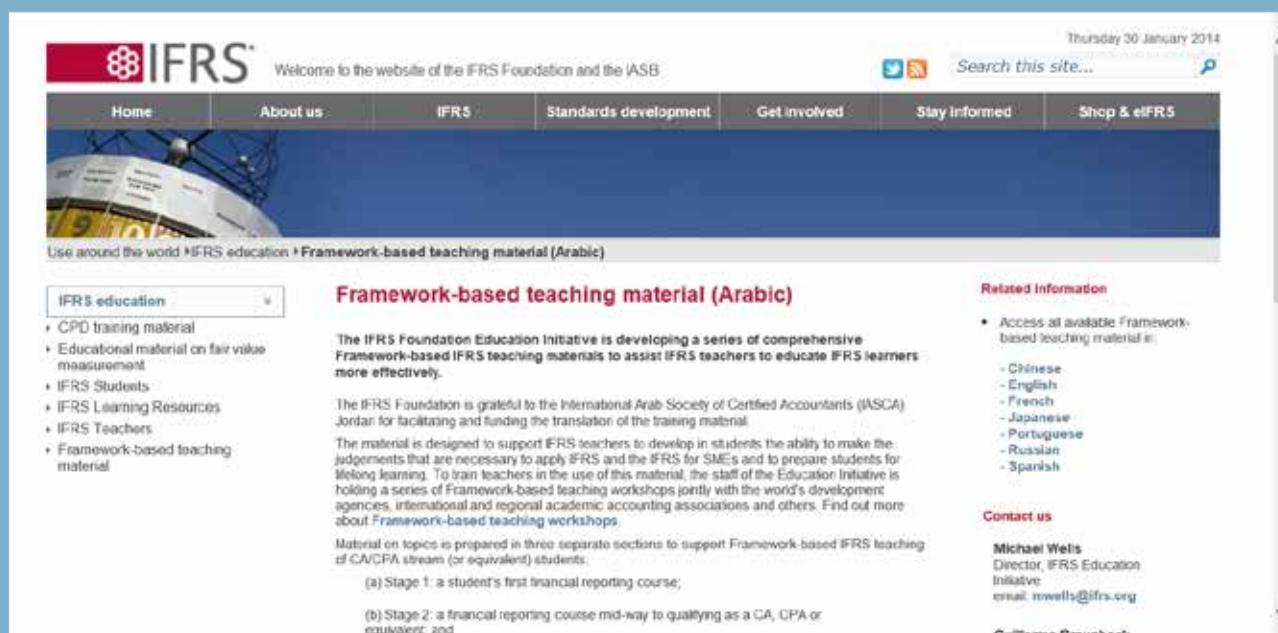 Thursday 30 January 2014
IFRS
Welcome to the website of the IFRS Foundation and the IASB
Search this site...
Home About us IFRS Standards development Get involved Stay informed Shop & eIFRS
Use around the world IFRS education Framework-based teaching material (Arabic)
IFRS education
CPD training material
Educational material on fair value
measurement
IFRS Students
IFRS Learning Resources
IFRS Teachers
Framework-based teaching
material
Framework-based teaching material (Arabic)
The IFRS Foundation Education Initiative is developing a series of comprehensive
Framework-based IFRS teaching materials to assist IFRS teachers to educate IFRS learners
more effectively.
The IFRS Foundation is grateful to the International Arab Society of Certified Accountants (IASCA)
Jordan for facilitating and funding the translation of the training material.
The material is designed to support IFRS teachers to develop in students the ability to make the
judgements that are necessary to apply IFRS and the IFRS for SMEs and to prepare students for
lifelong learning. To train teachers in the use of this material, the staff of the Education Initiative is
holding a series of Framework-based teaching workshops jointly with the world's development
agencies, international and regional academic accounting associations and others. Find out more
about Framework-based teaching workshops.
Material on topics is prepared in three separate sections to support Framework-based IFRS teaching
of CA/CPA stream (or equivalent) students:
(a) Stage 1: a student's first financial reporting course;
(b) Stage 2: a financial reporting course mid-way to qualifying as a CA, CPA or
equivalent; and
Related Information
Access all available Framework-
based teaching material in:
- Chinese
- English
- French
- Japanese
- Portuguese
- Russian
- Spanish
Contact us
Michael Wells
Director, IFRS Education
Initiative
email: mwells@ifrs.org